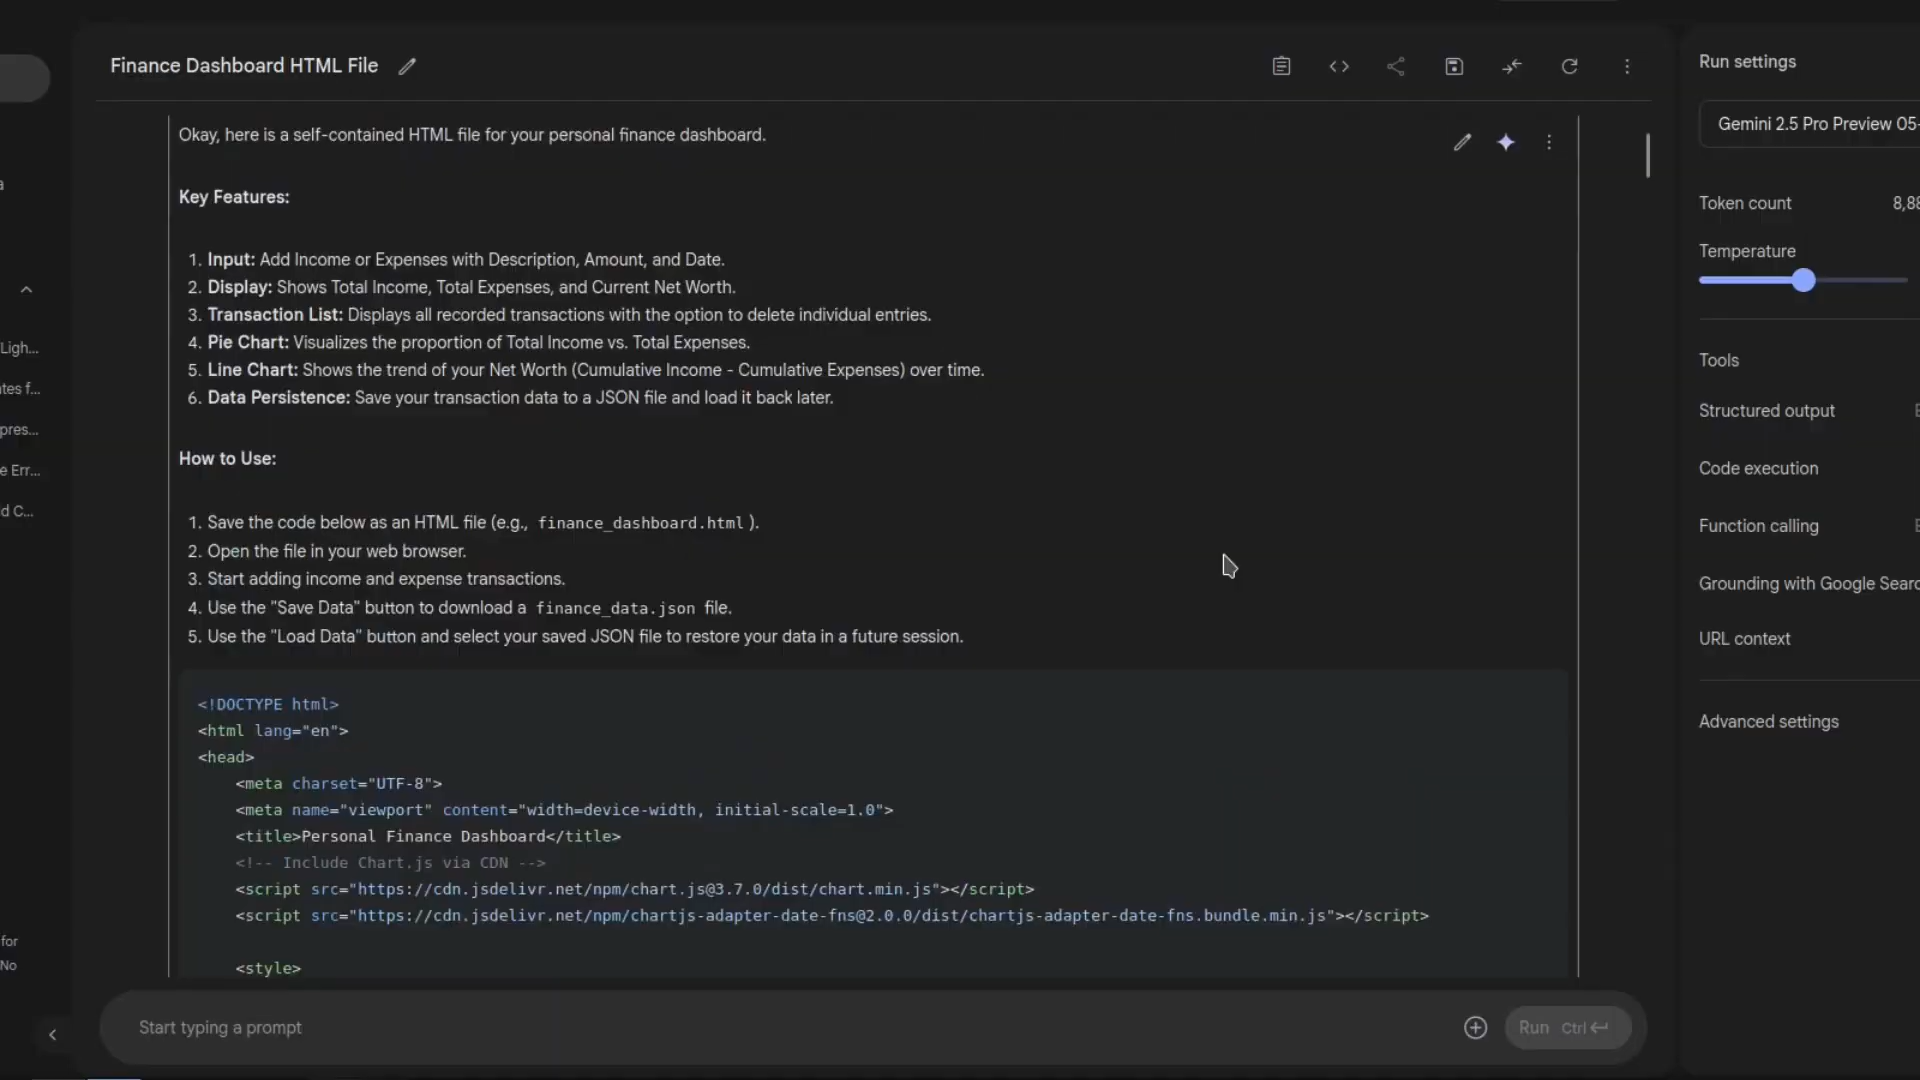 Finance Dashboard HTML File
Okay, here is a self-contained HTML file for your personal finance dashboard.
Key Features:
1. Input: Add Income or Expenses with Description, Amount, and Date.
2. Display: Shows Total Income, Total Expenses, and Current Net Worth.
3. Transaction List: Displays all recorded transactions with the option to delete individual entries.
4. Pie Chart: Visualizes the proportion of Total Income vs. Total Expenses.
5. Line Chart: Shows the trend of your Net Worth (Cumulative Income - Cumulative Expenses) over time.
6. Data Persistence: Save your transaction data to a JSON file and load it back later.
How to Use:
1. Save the code below as an HTML file (e.g., finance_dashboard.html ).
2. Open the file in your web browser.
3. Start adding income and expense transactions.
4. Use the "Save Data" button to download a finance_data.json file.
5. Use the "Load Data" button and select your saved JSON file to restore your data in a future session.
<!DOCTYPE html>
<html lang="en">
<head>
<meta charset="UTF-8">
<meta name="viewport" content="width=device-width, initial-scale=1.0">
<title>Personal Finance Dashboard</title>
<!-- Include Chart.js via CDN -->
<script src="https://cdn.jsdelivr.net/npm/chart.js@3.7.0/dist/chart.min.js"></script>
<script src="https://cdn.jsdelivr.net/npm/chartjs-adapter-date-fns@2.0.0/dist/chartjs-adapter-date-fns.bundle.min.js"></script>
<style>
Start typing a prompt
Run Ctrl
Run settings
Gemini 2.5 Pro Preview 05-
Token count 8,88
Temperature
Tools
Structured output
Code execution
Function calling
Grounding with Google Searc
URL context
Advanced settings
a
Ligh...
tes f...
pres...
e Err...
d C...
for
No